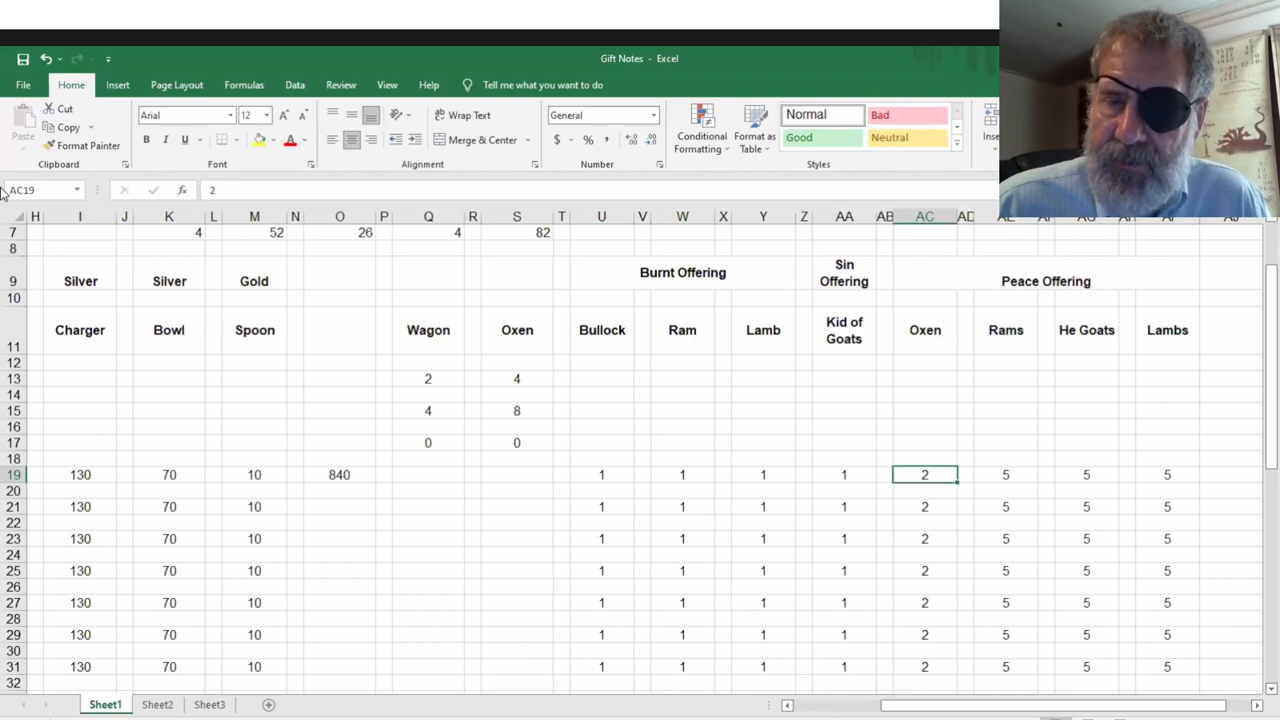 Gift Notes - Excel
File Home Insert Page Layout Formulas Data Review View Help Tell me what you want to do
Cut
Copy
Format Painter
Paste
Clipboard
Arial 12
B I U
Font
Wrap Text
Merge & Center
Alignment
General
$ % ,
Number
Conditional Formatting
Format as Table
Normal Bad
Good Neutral
Styles
AC19 fx 2
H I J K L M N O P Q R S T U V W X Y Z AA AB AC AD
7 4 52 26 4 82
8
9 Silver Silver Gold Burnt Offering Sin Offering Peace Offering
10
11 Charger Bowl Spoon Wagon Oxen Bullock Ram Lamb Kid of Goats Oxen Rams He Goats Lambs
12
13 2 4
14
15 4 8
16
17 0 0
18
19 130 70 10 840 1 1 1 1 2 5 5 5
20
21 130 70 10 1 1 1 1 2 5 5 5
22
23 130 70 10 1 1 1 1 2 5 5 5
24
25 130 70 10 1 1 1 1 2 5 5 5
26
27 130 70 10 1 1 1 1 2 5 5 5
28
29 130 70 10 1 1 1 1 2 5 5 5
30
31 130 70 10 1 1 1 1 2 5 5 5
32
Sheet1 Sheet2 Sheet3